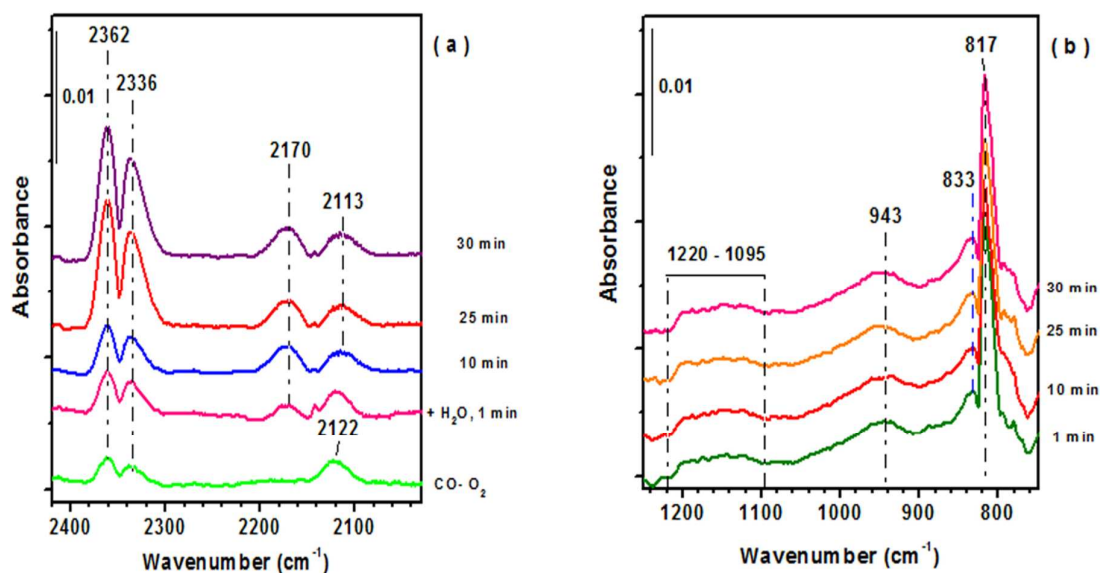 2362
( a )
2336
0.01
2170
2113
30 min
25 min
10 min
+ H₂O, 1 min
2122
CO- O₂
Absorbance
2400 2300 2200 2100
Wavenumber (cm⁻¹)
817
( b )
0.01
833
943
1220 - 1095
30 min
25 min
10 min
1 min
Absorbance
1200 1100 1000 900 800
Wavenumber (cm⁻¹)